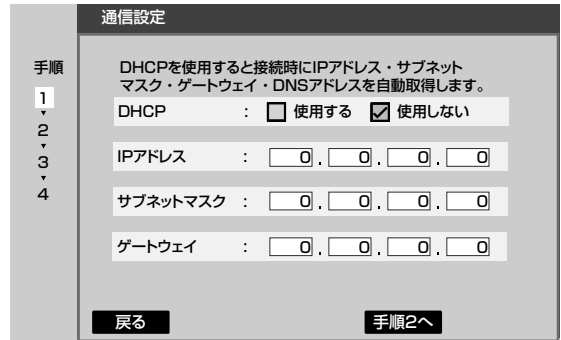 通信設定
手順
1
2
3
4
DHCPを使用すると接続時にIPアドレス・サブネット
マスク・ゲートウェイ・DNSアドレスを自動取得します。
DHCP : 使用する 使用しない
IPアドレス : 0. 0. 0. 0
サブネットマスク : 0. 0. 0. 0
ゲートウェイ : 0. 0. 0. 0
戻る 手順2へ